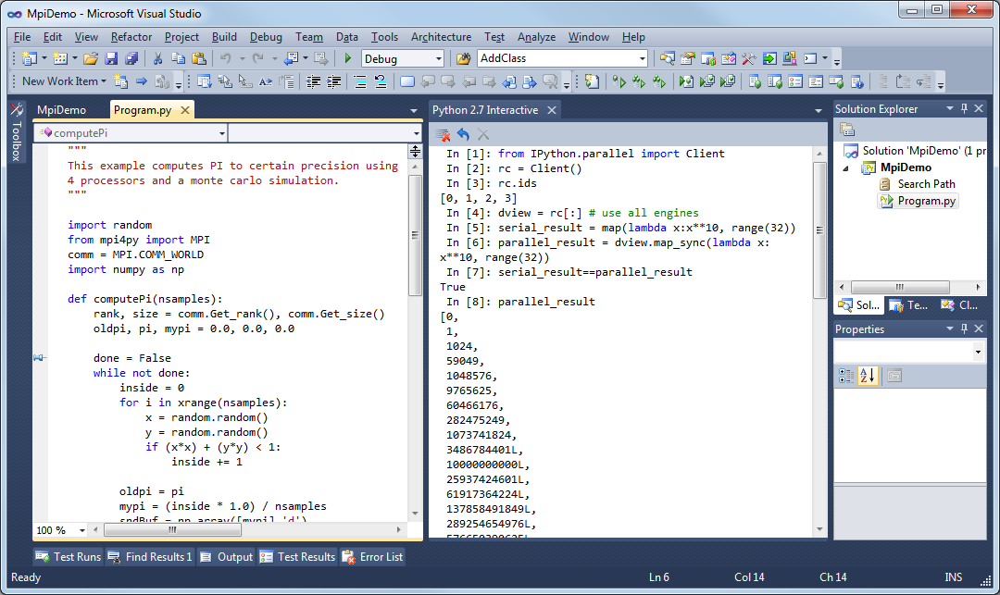 MpiDemo - Microsoft Visual Studio
File Edit View Refactor Project Build Debug Team Data Tools Architecture Test Analyze Window Help
Debug AddClass
New Work Item
Toolbox
MpiDemo Program.py
computePi
"""
This example computes PI to certain precision using
4 processors and a monte carlo simulation.
"""
import random
from mpi4py import MPI
comm = MPI.COMM_WORLD
import numpy as np
def computePi(nsamples):
rank, size = comm.Get_rank(), comm.Get_size()
oldpi, pi, mypi = 0.0, 0.0, 0.0
done = False
while not done:
inside = 0
for i in xrange(nsamples):
x = random.random()
y = random.random()
if (x*x) + (y*y) < 1:
inside += 1
oldpi = pi
mypi = (inside * 1.0) / nsamples
sndBuf = np.array([mypi],'d')
100 %
Python 2.7 Interactive
In [1]: from IPython.parallel import Client
In [2]: rc = Client()
In [3]: rc.ids
[0, 1, 2, 3]
In [4]: dview = rc[:] # use all engines
In [5]: serial_result = map(lambda x:x**10, range(32))
In [6]: parallel_result = dview.map_sync(lambda x:
x**10, range(32))
In [7]: serial_result==parallel_result
True
In [8]: parallel_result
[0,
1,
1024,
59049,
1048576,
9765625,
60466176,
282475249,
1073741824,
3486784401L,
10000000000L,
25937424601L,
61917364224L,
137858491849L,
289254654976L,
576650390625L,
Solution Explorer
Solution 'MpiDemo' (1 pr
MpiDemo
Search Path
Program.py
Sol... Te... Cl...
Properties
Test Runs Find Results 1 Output Test Results Error List
Ready Ln 6 Col 14 Ch 14 INS